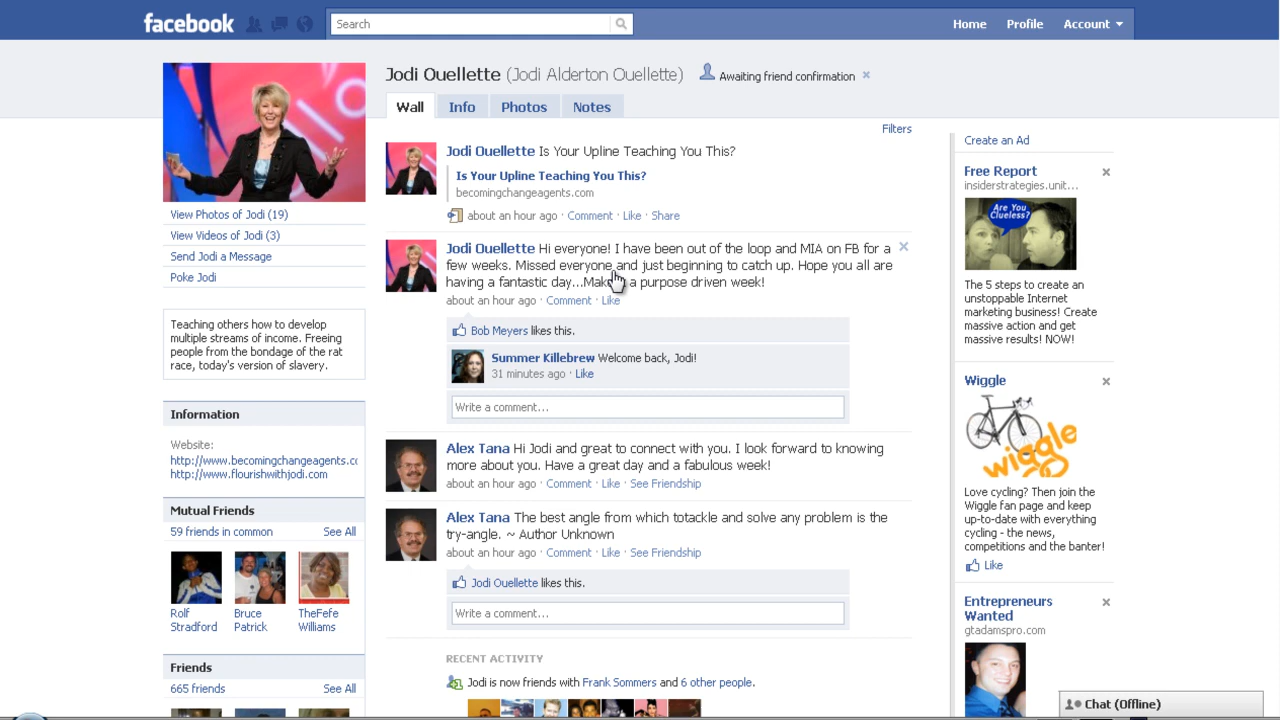 facebook
Search
Home
Profile
Account
Jodi Ouellette (Jodi Alderton Ouellette)
Awaiting friend confirmation
Wall
Info
Photos
Notes
Filters
View Photos of Jodi (19)
View Videos of Jodi (3)
Send Jodi a Message
Poke Jodi
Teaching others how to develop
multiple streams of income. Freeing
people from the bondage of the rat
race, today's version of slavery.
Information
Website:
http://www.becomingchangeagents.cc
http://www.flourishwithjodi.com
Mutual Friends
59 friends in common
See All
Rolf
Stradford
Bruce
Patrick
TheFefe
Williams
Friends
665 friends
See All
Jodi Ouellette Is Your Upline Teaching You This?
Is Your Upline Teaching You This?
becomingchangeagents.com
about an hour ago · Comment · Like · Share
Jodi Ouellette Hi everyone! I have been out of the loop and MIA on FB for a
few weeks. Missed everyone and just beginning to catch up. Hope you all are
having a fantastic day...Make a purpose driven week!
about an hour ago · Comment · Like
Bob Meyers likes this.
Summer Killebrew Welcome back, Jodi!
31 minutes ago · Like
Write a comment...
Alex Tana Hi Jodi and great to connect with you. I look forward to knowing
more about you. Have a great day and a fabulous week!
about an hour ago · Comment · Like · See Friendship
Alex Tana The best angle from which totackle and solve any problem is the
try-angle. ~ Author Unknown
about an hour ago · Comment · Like · See Friendship
Jodi Ouellette likes this.
Write a comment...
RECENT ACTIVITY
Jodi is now friends with Frank Sommers and 6 other people.
Create an Ad
Free Report
insiderstrategies.unit...
Are You
Clueless?
The 5 steps to create an
unstoppable Internet
marketing business! Create
massive action and get
massive results! NOW!
Wiggle
wiggle
Love cycling? Then join the
Wiggle fan page and keep
up-to-date with everything
cycling - the news,
competitions and the banter!
Like
Entrepreneurs
Wanted
gtadamspro.com
Chat (Offline)